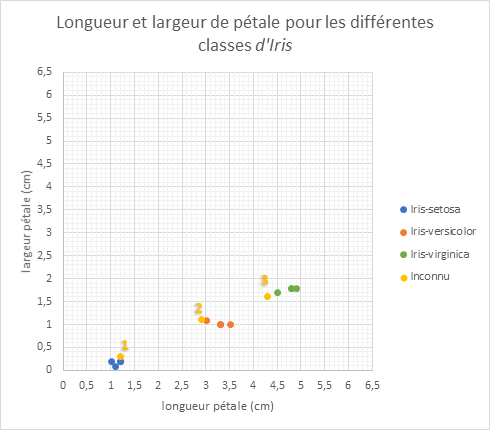 Longueur et largeur de pétale pour les différentes
classes d'Iris
6,5
6
5,5
5
4,5
4
3,5
3
2,5
2
1,5
1
0,5
0
largeur pétale (cm)
3
2
1
0 0,5 1 1,5 2 2,5 3 3,5 4 4,5 5 5,5 6 6,5
longueur pétale (cm)
Iris-setosa
Iris-versicolor
Iris-virginica
Inconnu